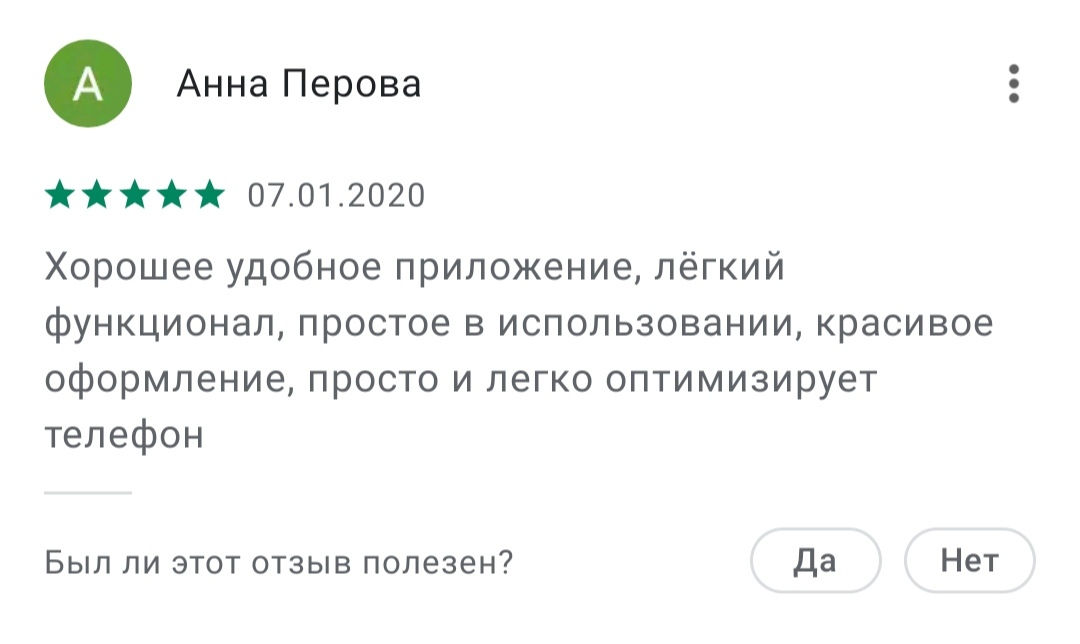 А
Анна Перова
07.01.2020
Хорошее удобное приложение, лёгкий
функционал, простое в использовании, красивое
оформление, просто и легко оптимизирует
телефон
Был ли этот отзыв полезен?
Да
Нет